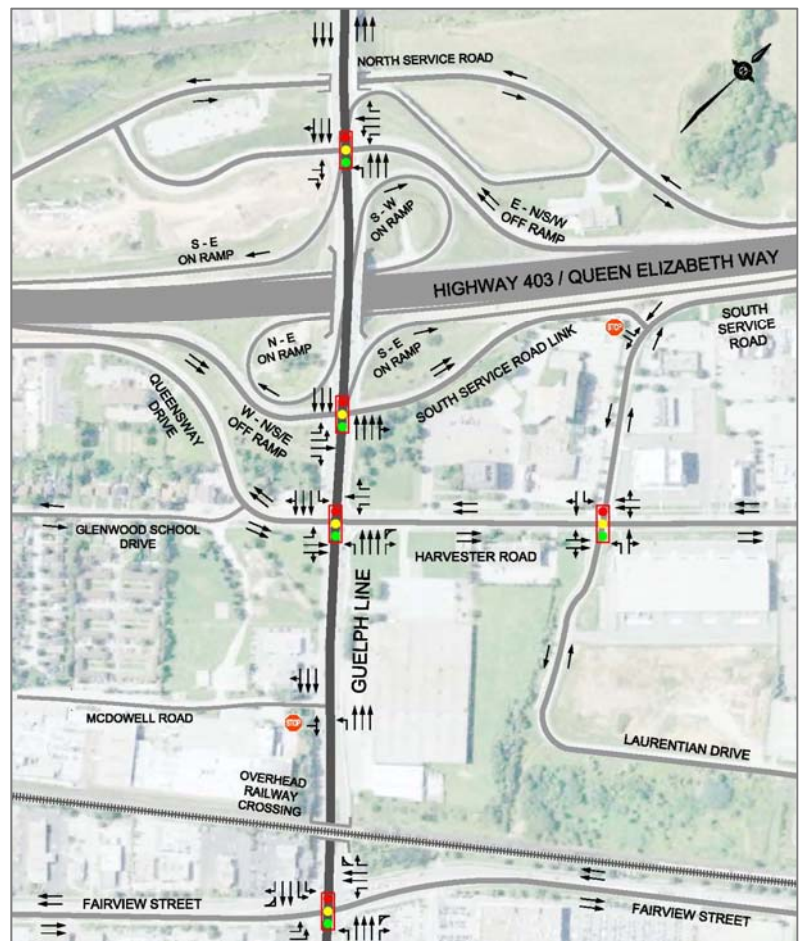 NORTH SERVICE ROAD
S - W
ON RAMP
E - N/S/W
OFF RAMP
S - E
ON RAMP
HIGHWAY 403 / QUEEN ELIZABETH WAY
N - E
ON RAMP
S - E
ON RAMP
STOP
SOUTH
SERVICE
ROAD
SOUTH SERVICE ROAD LINK
QUEENSWAY
DRIVE
W - N/S/E
OFF RAMP
GLENWOOD SCHOOL
DRIVE
HARVESTER ROAD
GUELPH LINE
MCDOWELL ROAD
STOP
LAURENTIAN DRIVE
OVERHEAD
RAILWAY
CROSSING
FAIRVIEW STREET
FAIRVIEW STREET